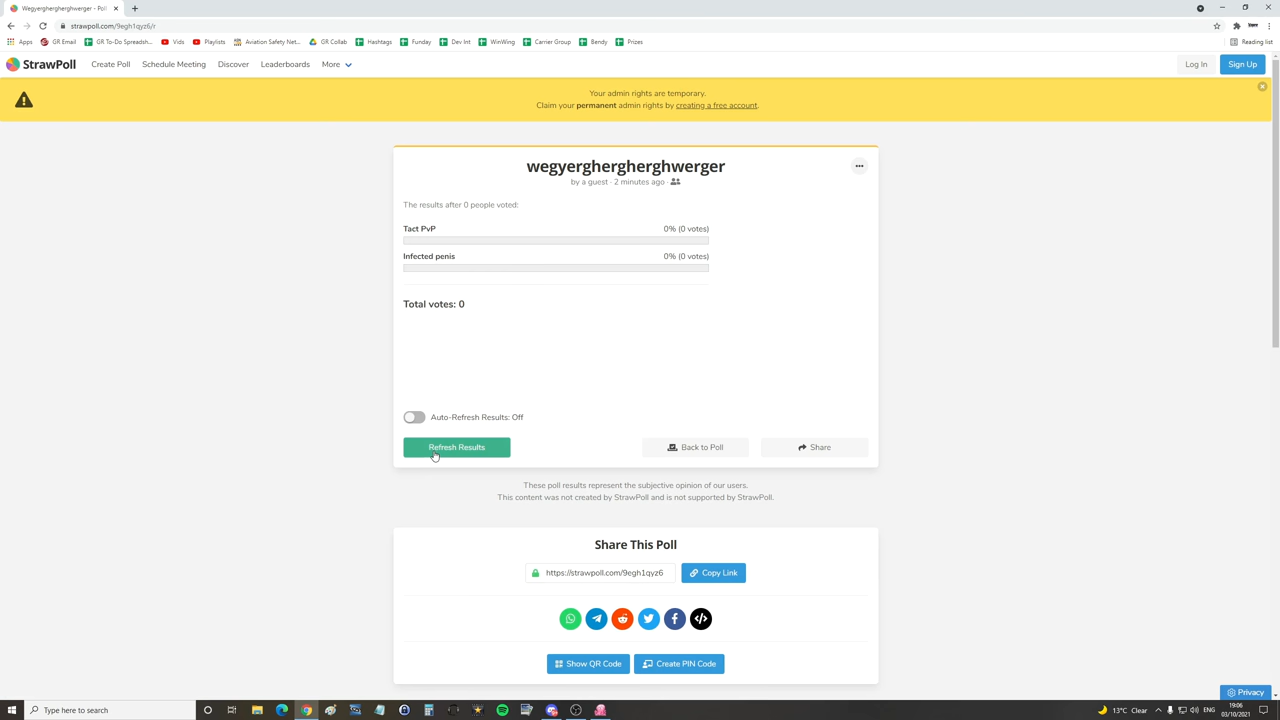 Wegyerghergherghwerger - Poll
strawpoll.com/9egh1qyz6/r
Apps GR Email GR To-Do Spreadsh... Vids Playlists Aviation Safety Net... GR Collab Hashtags Funday Dev Int WinWing Carrier Group Bendy Prizes Reading list
StrawPoll Create Poll Schedule Meeting Discover Leaderboards More Log In Sign Up
Your admin rights are temporary.
Claim your permanent admin rights by creating a free account.
wegyerghergherghwerger
by a guest · 2 minutes ago ·
The results after 0 people voted:
Tact PvP 0% (0 votes)
Infected penis 0% (0 votes)
Total votes: 0
Auto-Refresh Results: Off
Refresh Results Back to Poll Share
These poll results represent the subjective opinion of our users.
This content was not created by StrawPoll and is not supported by StrawPoll.
Share This Poll
https://strawpoll.com/9egh1qyz6 Copy Link
Show QR Code Create PIN Code
Privacy
Type here to search 13°C Clear ENG 19:06
03/10/2021